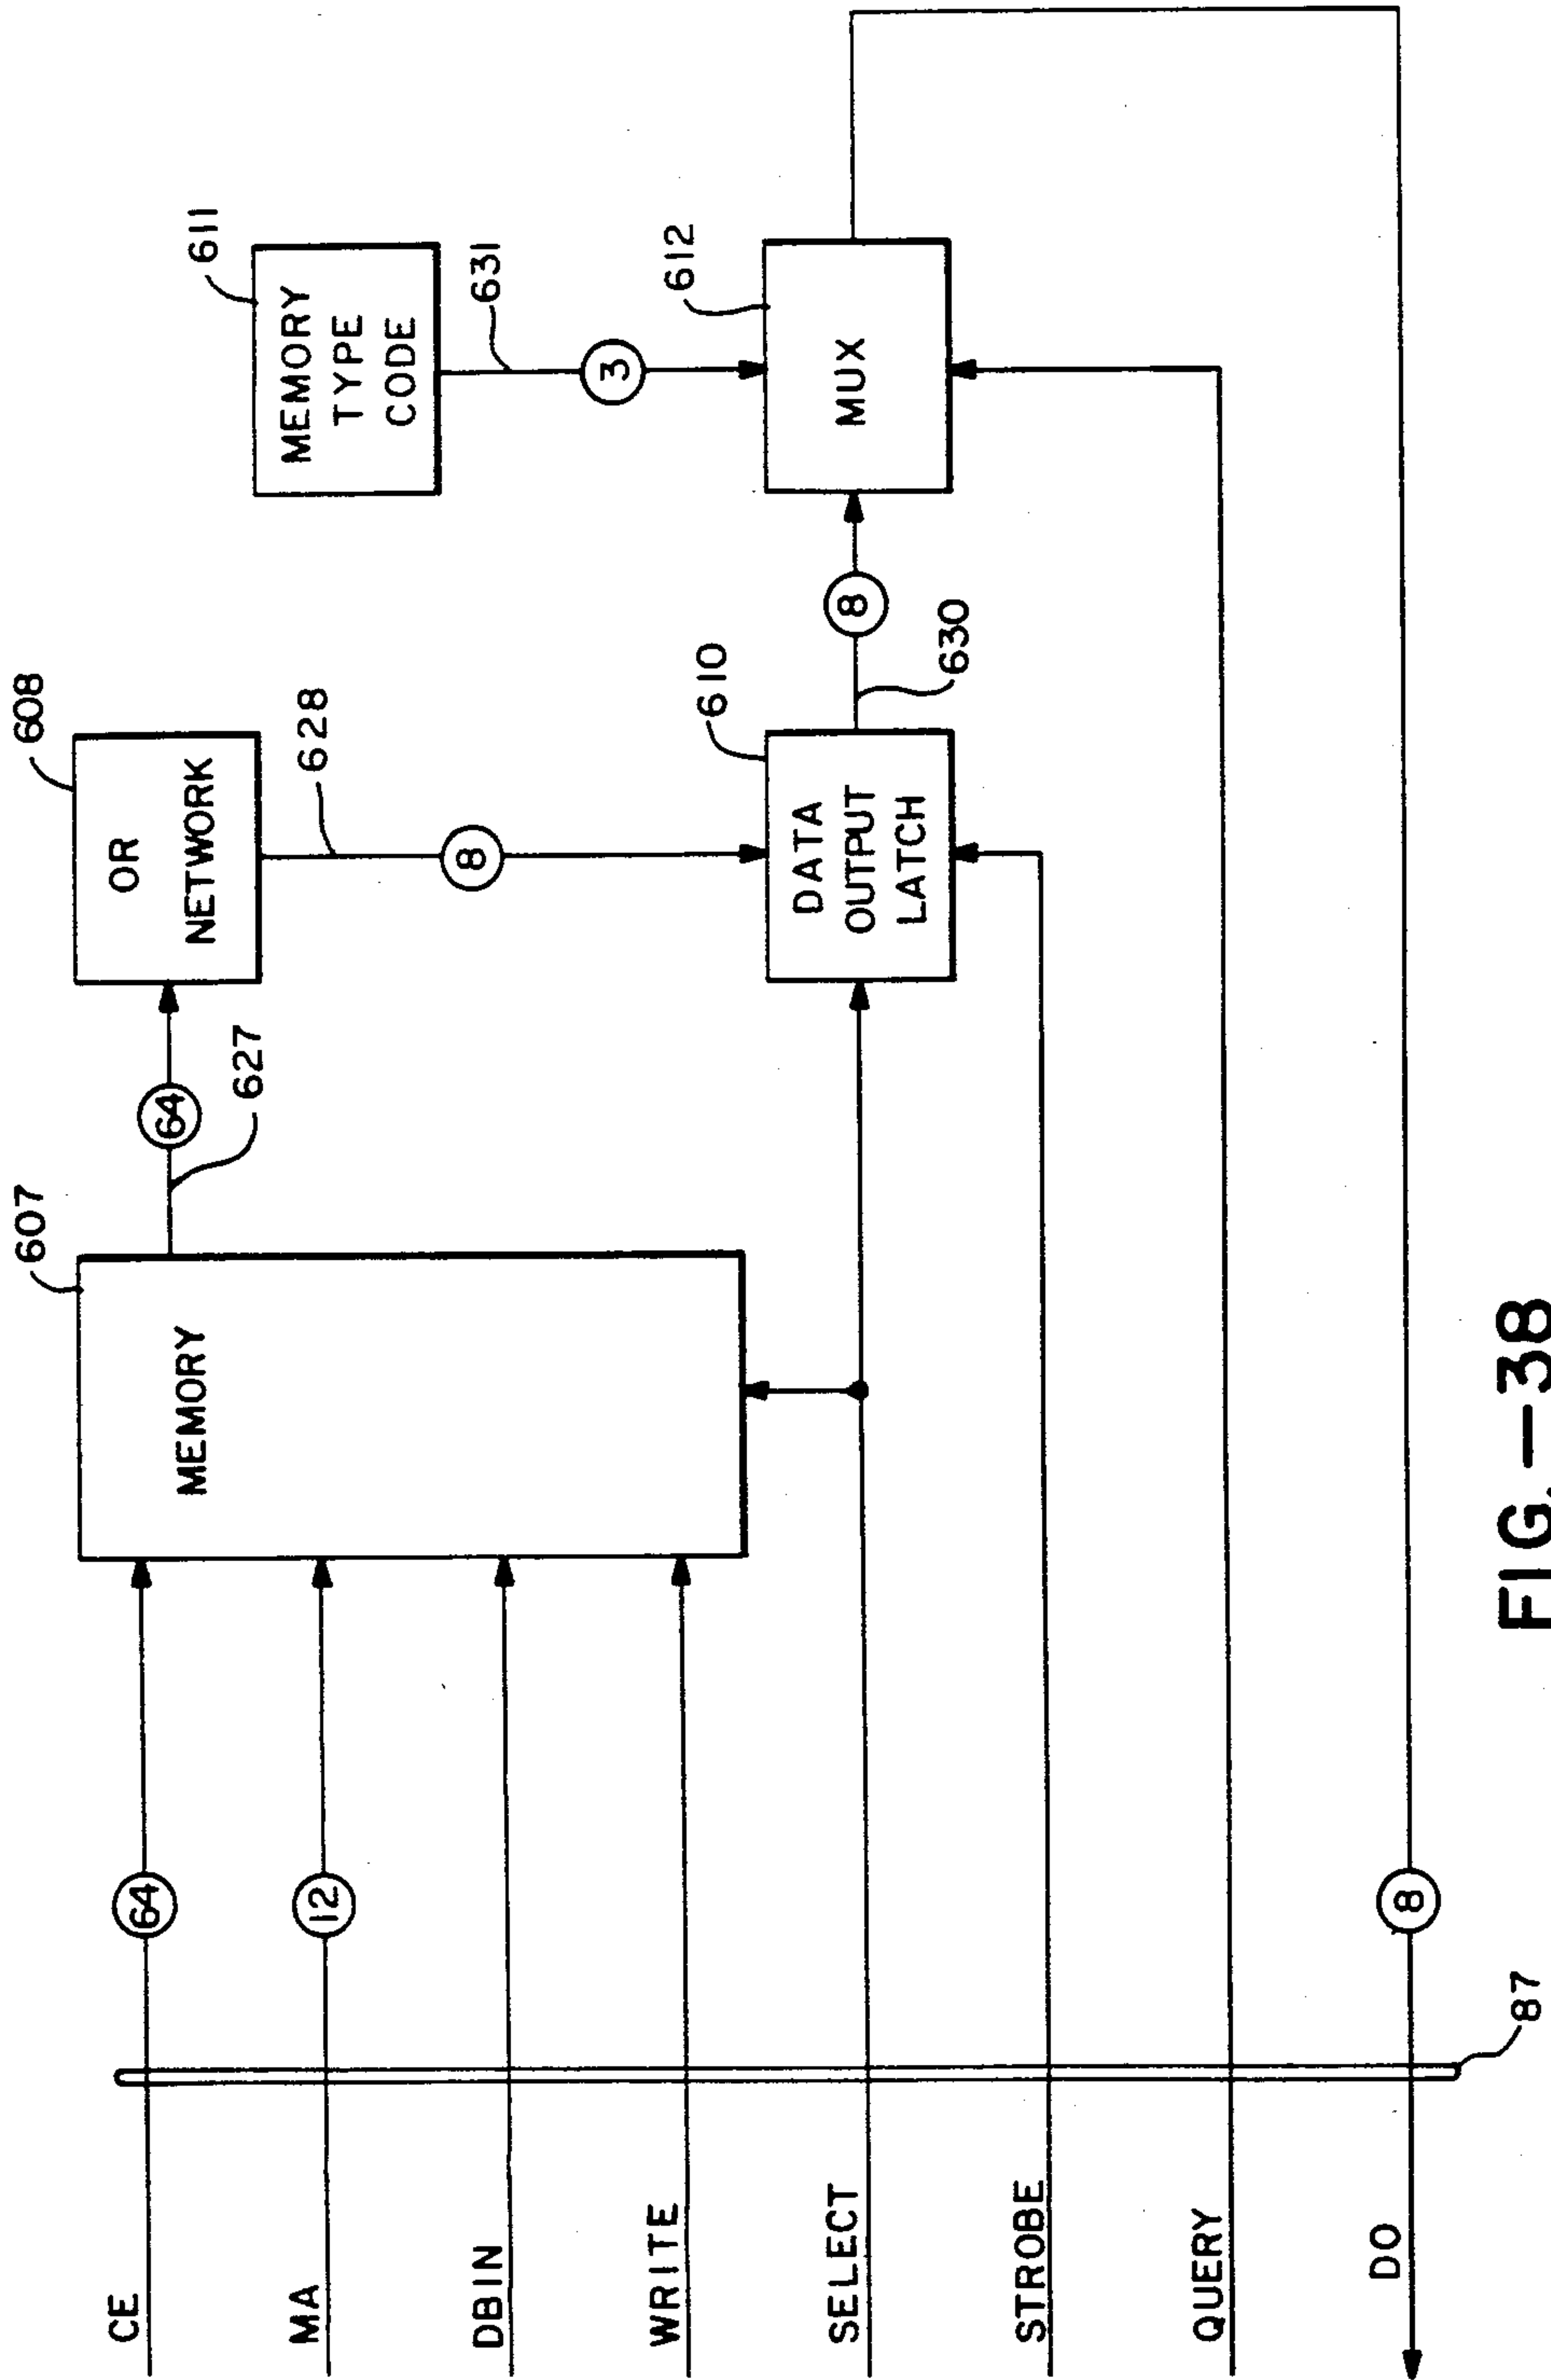 607
608
611
MEMORY
OR
NETWORK
MEMORY
TYPE
CODE
64
627
628
8
631
3
CE
64
MA
12
DBIN
WRITE
SELECT
610
DATA
OUTPUT
LATCH
8
630
612
MUX
STROBE
QUERY
DO
8
87
FIG.-38